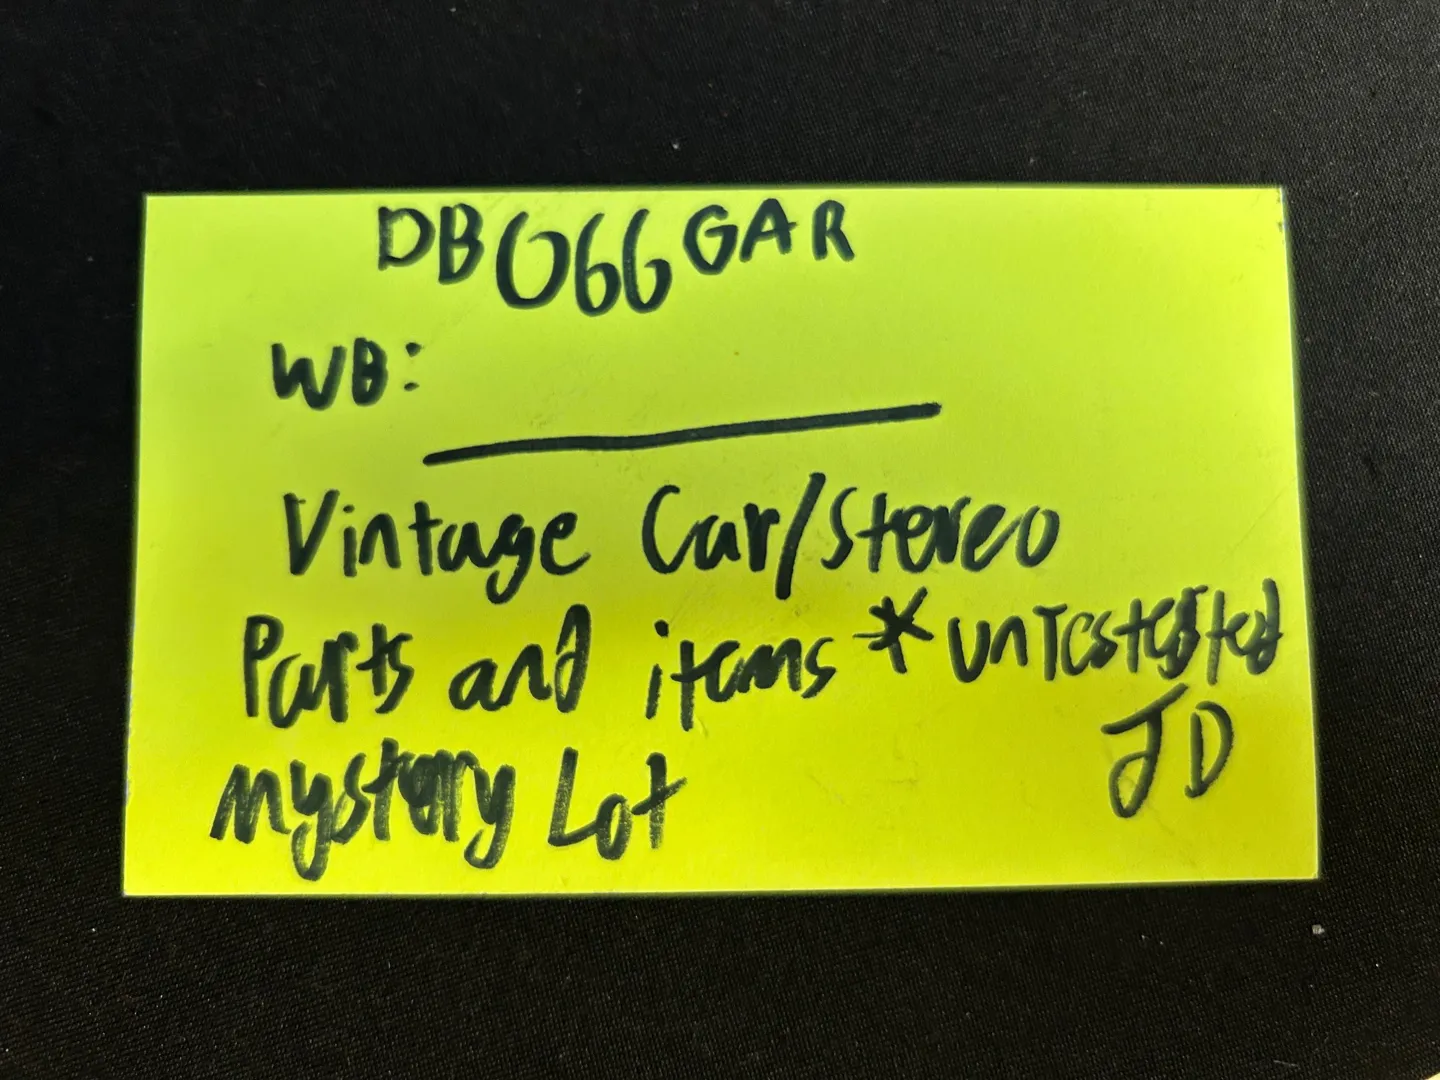 DB066GAR
WB:
Vintage Car/Stereo
Parts and items *untestested
JD
mystery Lot